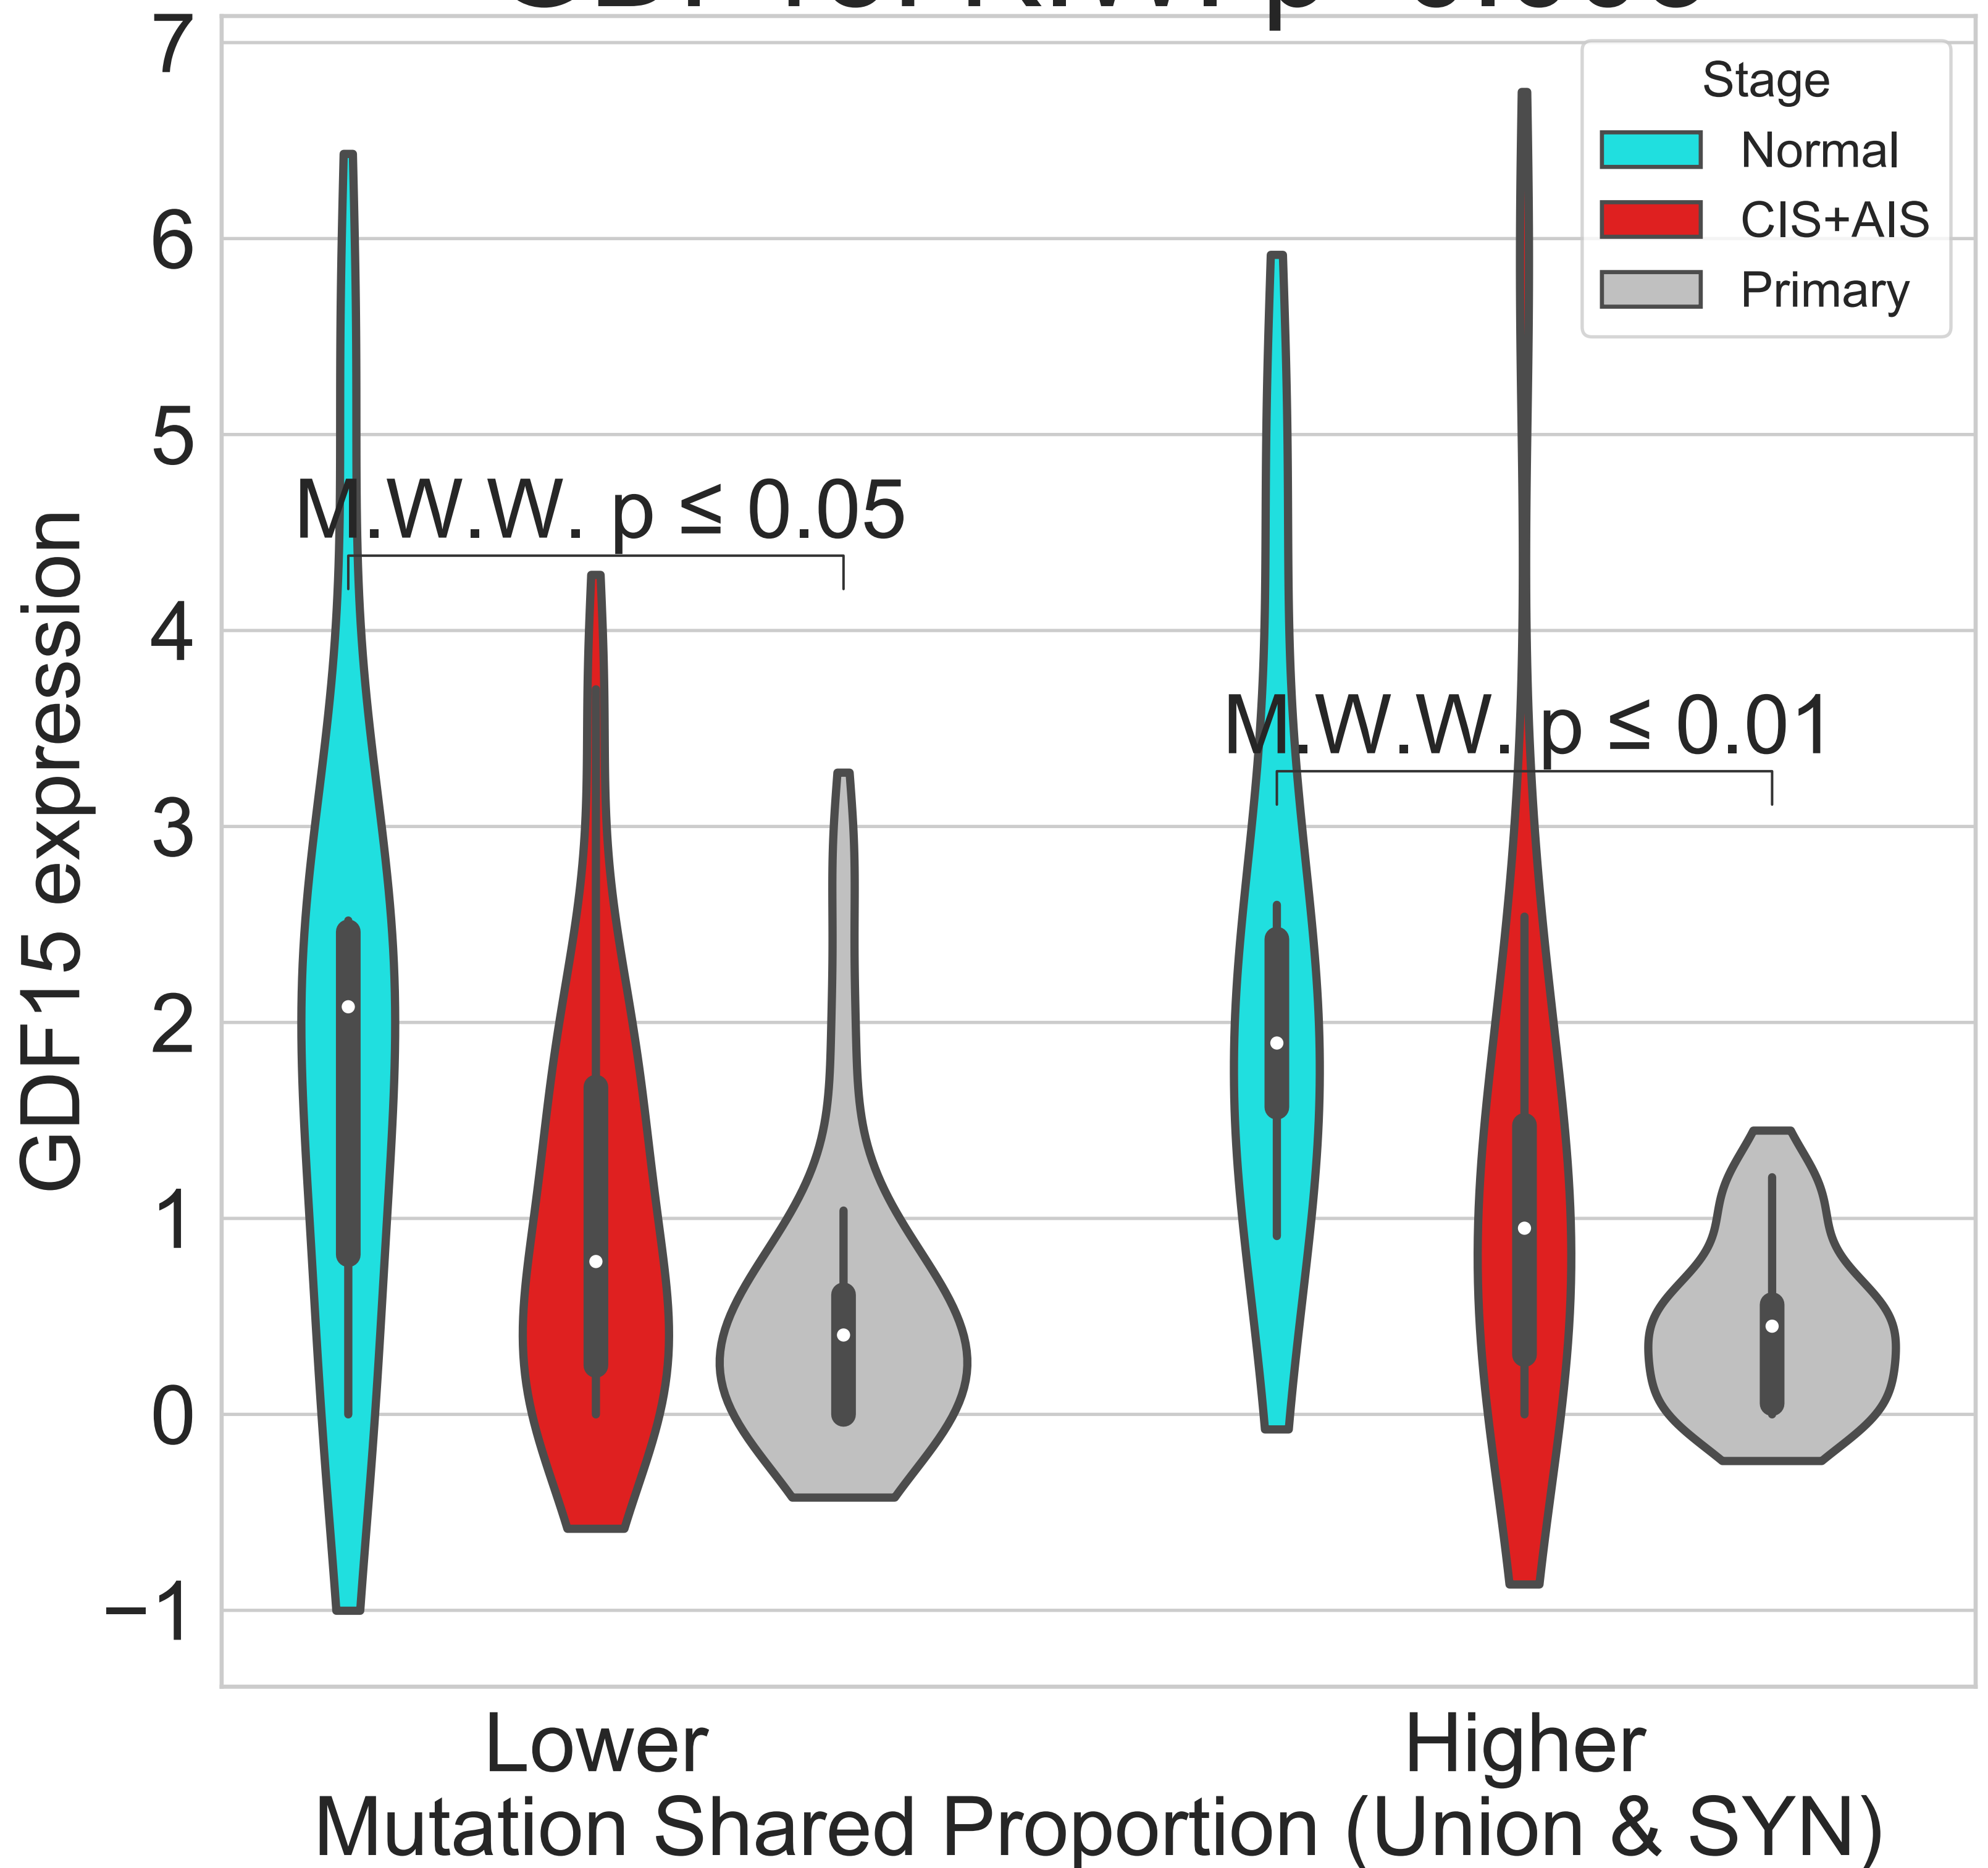 7
6
5
4
3
2
1
0
−1
GDF15 expression
Stage
Normal
CIS+AIS
Primary
M.W.W. p ≤ 0.05
M.W.W. p ≤ 0.01
Lower
Higher
Mutation Shared Proportion (Union & SYN)